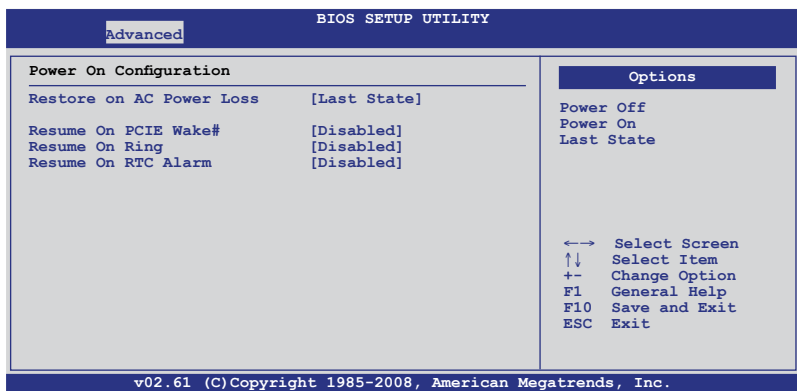 BIOS SETUP UTILITY
Advanced
Power On Configuration
Restore on AC Power Loss [Last State]
Resume On PCIE Wake# [Disabled]
Resume On Ring [Disabled]
Resume On RTC Alarm [Disabled]
Options
Power Off
Power On
Last State
←→ Select Screen
↑↓ Select Item
+- Change Option
F1 General Help
F10 Save and Exit
ESC Exit
v02.61 (C)Copyright 1985-2008, American Megatrends, Inc.